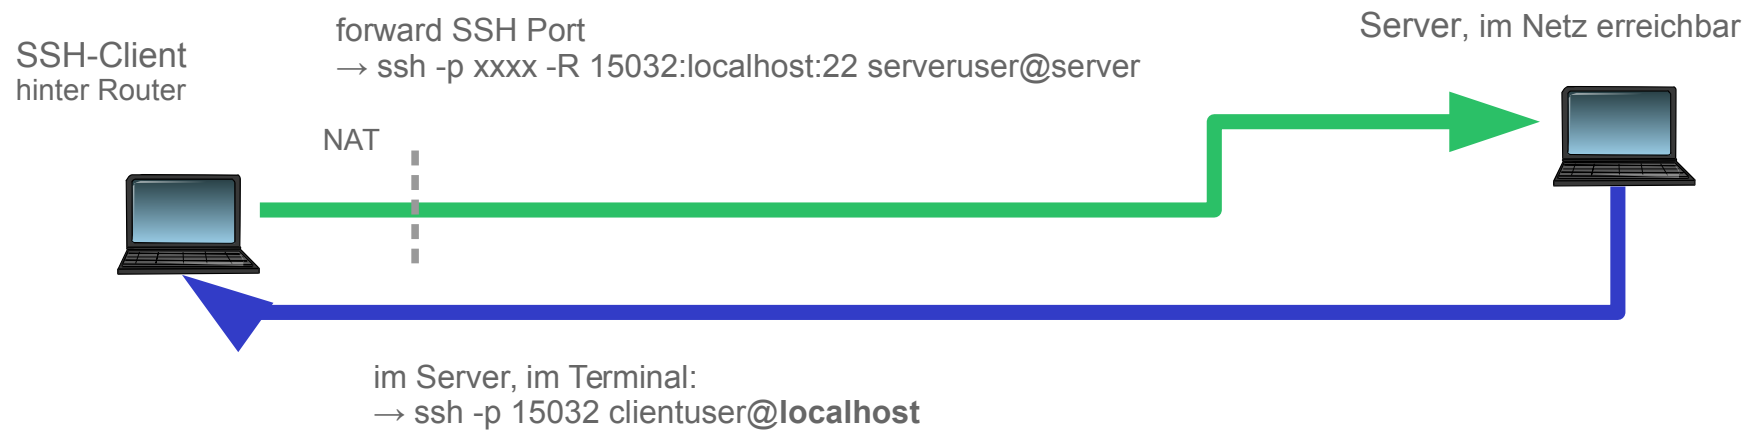 SSH-Client
hinter Router
forward SSH Port
→ ssh -p xxxx -R 15032:localhost:22 serveruser@server
Server, im Netz erreichbar
NAT
im Server, im Terminal:
→ ssh -p 15032 clientuser@localhost